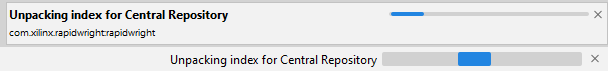 Unpacking index for Central Repository
com.xilinx.rapidwright:rapidwright
Unpacking index for Central Repository